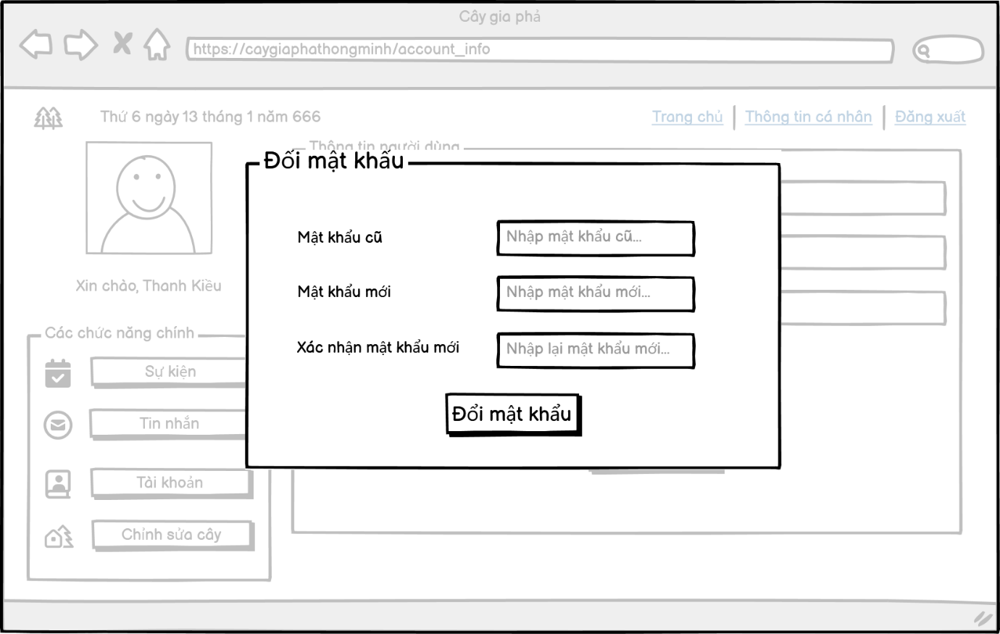 Cây gia phả
https://caygiaphathongminh/account_info
Thứ 6 ngày 13 tháng 1 năm 666
Trang chủ
Thông tin cá nhân
Đăng xuất
Thông tin người dùng
Đối mật khấu
Mật khẩu cũ
Nhập mật khẩu cũ...
Mật khẩu mới
Nhập mật khẩu mới...
Xác nhận mật khẩu mới
Nhập lại mật khẩu mới...
Đổi mật khẩu
Xin chào, Thanh Kiều
Các chức năng chính
Sự kiện
Tin nhắn
Tài khoản
Chỉnh sửa cây